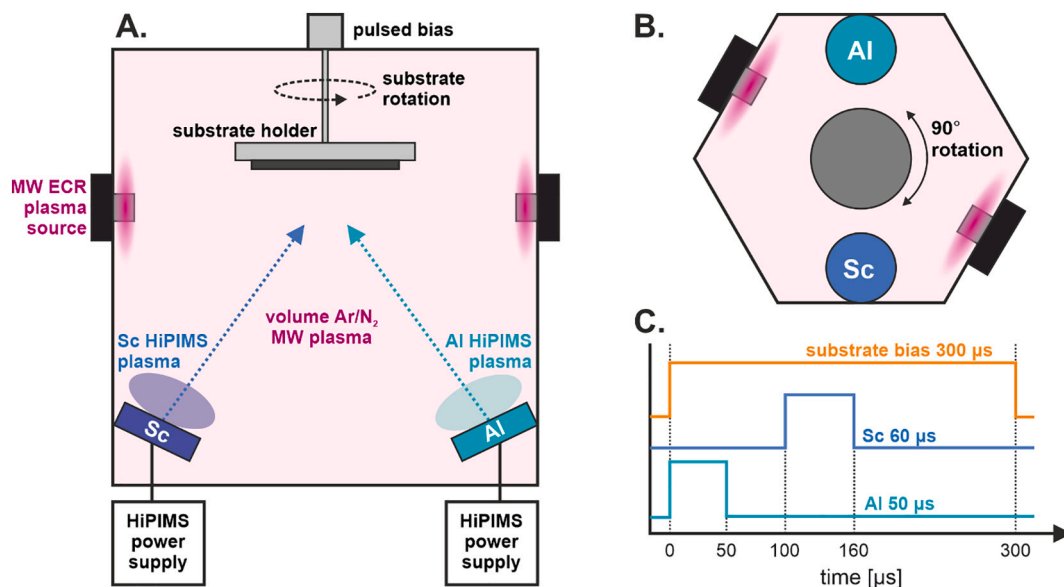 A.
pulsed bias
substrate
rotation
substrate holder
MW ECR
plasma
source
volume Ar/N₂
MW plasma
Sc HiPIMS
plasma
Al HiPIMS
plasma
Sc
Al
HiPIMS
power
supply
HiPIMS
power
supply
B.
Al
90°
rotation
Sc
C.
substrate bias 300 µs
Sc 60 µs
Al 50 µs
0 50 100 160 300
time [µs]